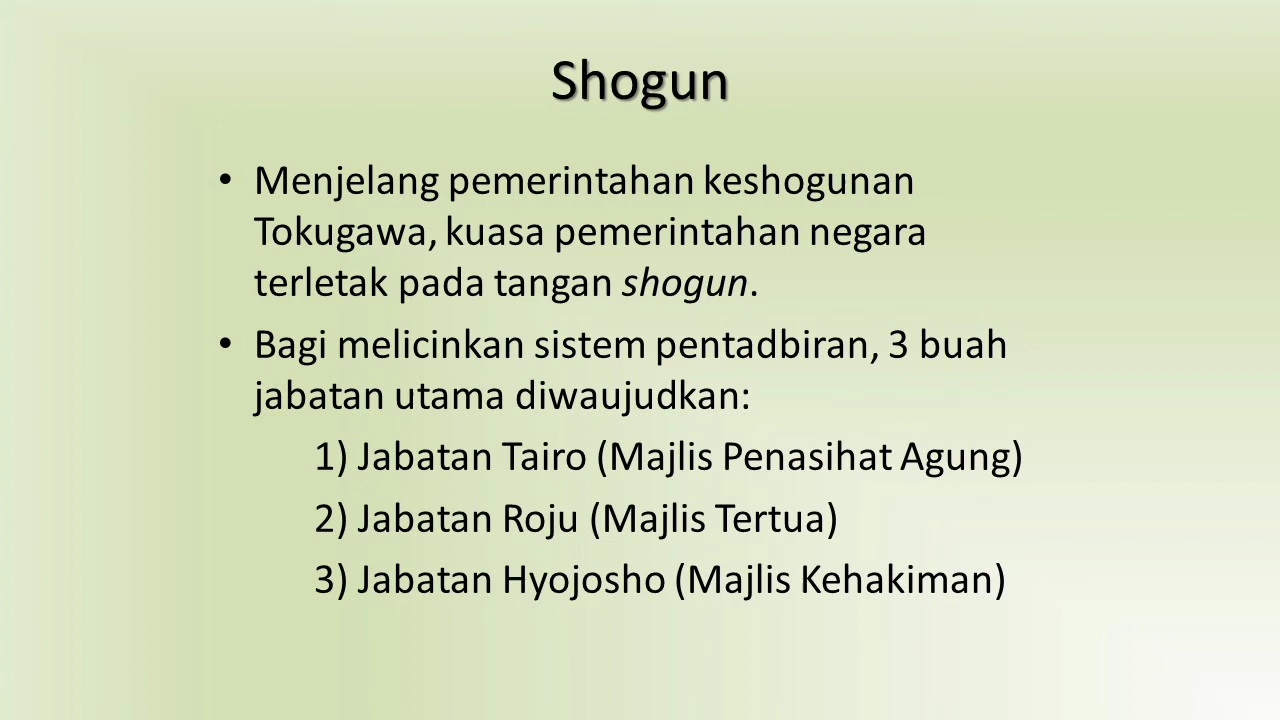 Shogun
• Menjelang pemerintahan keshogunan
Tokugawa, kuasa pemerintahan negara
terletak pada tangan shogun.
• Bagi melicinkan sistem pentadbiran, 3 buah
jabatan utama diwaujudkan:
1) Jabatan Tairo (Majlis Penasihat Agung)
2) Jabatan Roju (Majlis Tertua)
3) Jabatan Hyojosho (Majlis Kehakiman)